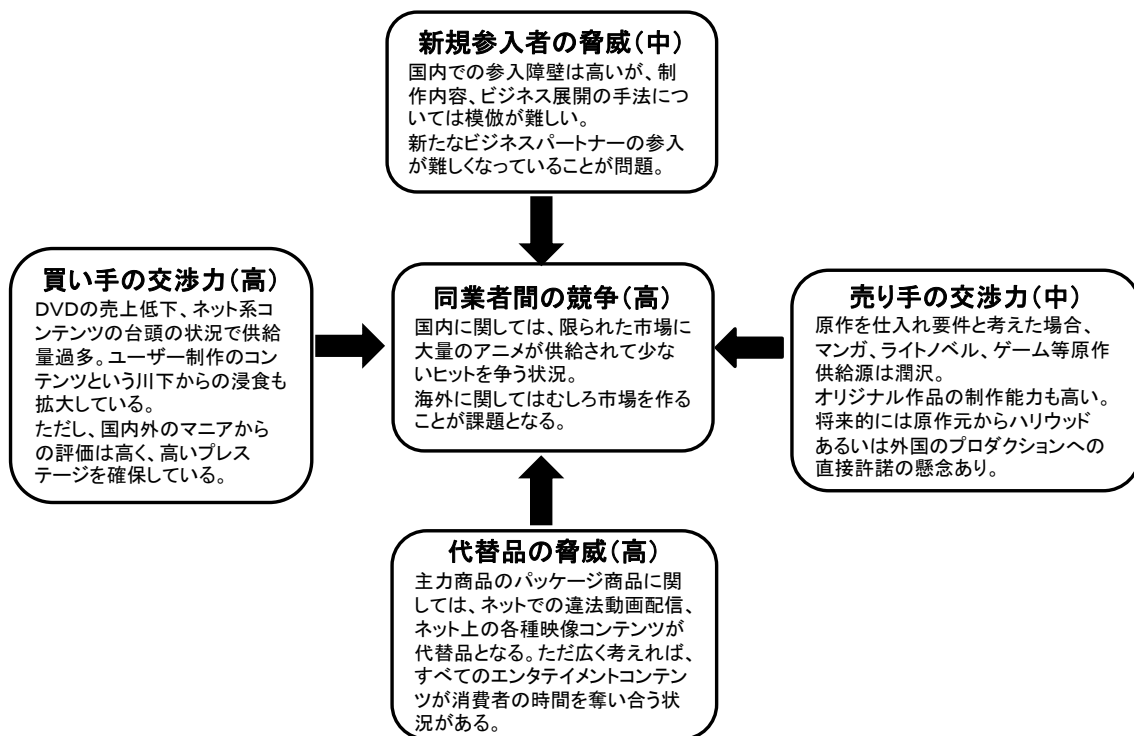 新規参入者の脅威(中)
国内での参入障壁は高いが、制
作内容、ビジネス展開の手法につ
いては模倣が難しい。
新たなビジネスパートナーの参入
が難しくなっていることが問題。
買い手の交渉力(高)
DVDの売上低下、ネット系コ
ンテンツの台頭の状況で供給
量過多。ユーザー制作のコン
テンツという川下からの浸食も
拡大している。
ただし、国内外のマニアから
の評価は高く、高いプレス
テージを確保している。
同業者間の競争(高)
国内に関しては、限られた市場に
大量のアニメが供給されて少な
いヒットを争う状況。
海外に関してはむしろ市場を作る
ことが課題となる。
売り手の交渉力(中)
原作を仕入れ要件と考えた場合、
マンガ、ライトノベル、ゲーム等原作
供給源は潤沢。
オリジナル作品の制作能力も高い。
将来的には原作元からハリウッド
あるいは外国のプロダクションへの
直接許諾の懸念あり。
代替品の脅威(高)
主力商品のパッケージ商品に関
しては、ネットでの違法動画配信、
ネット上の各種映像コンテンツが
代替品となる。ただ広く考えれば、
すべてのエンタテイメントコンテン
ツが消費者の時間を奪い合う状
況がある。